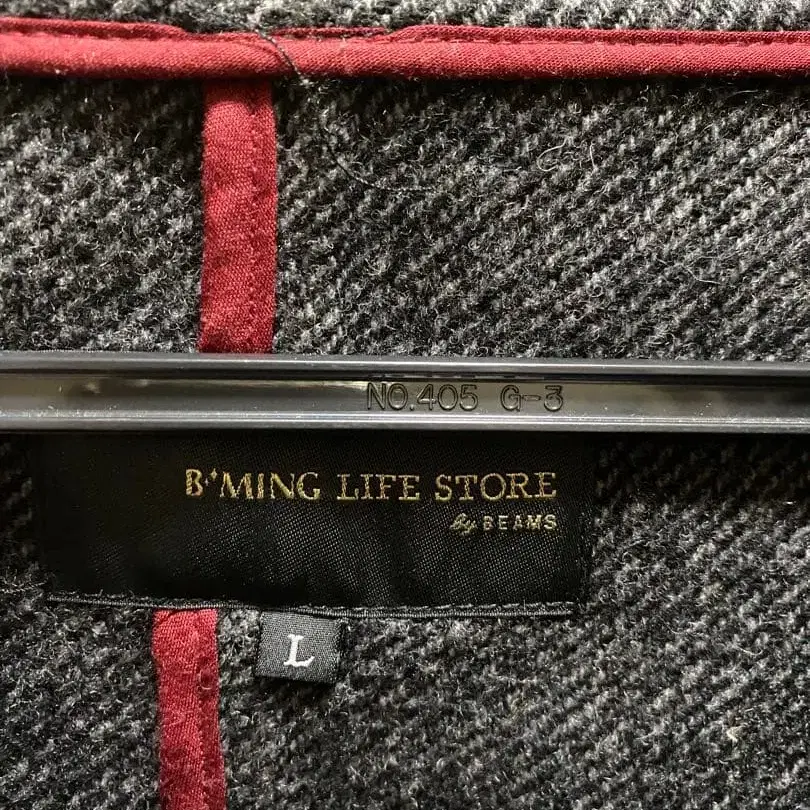 NO.405 G-3
B·MING LIFE STORE
by BEAMS
L